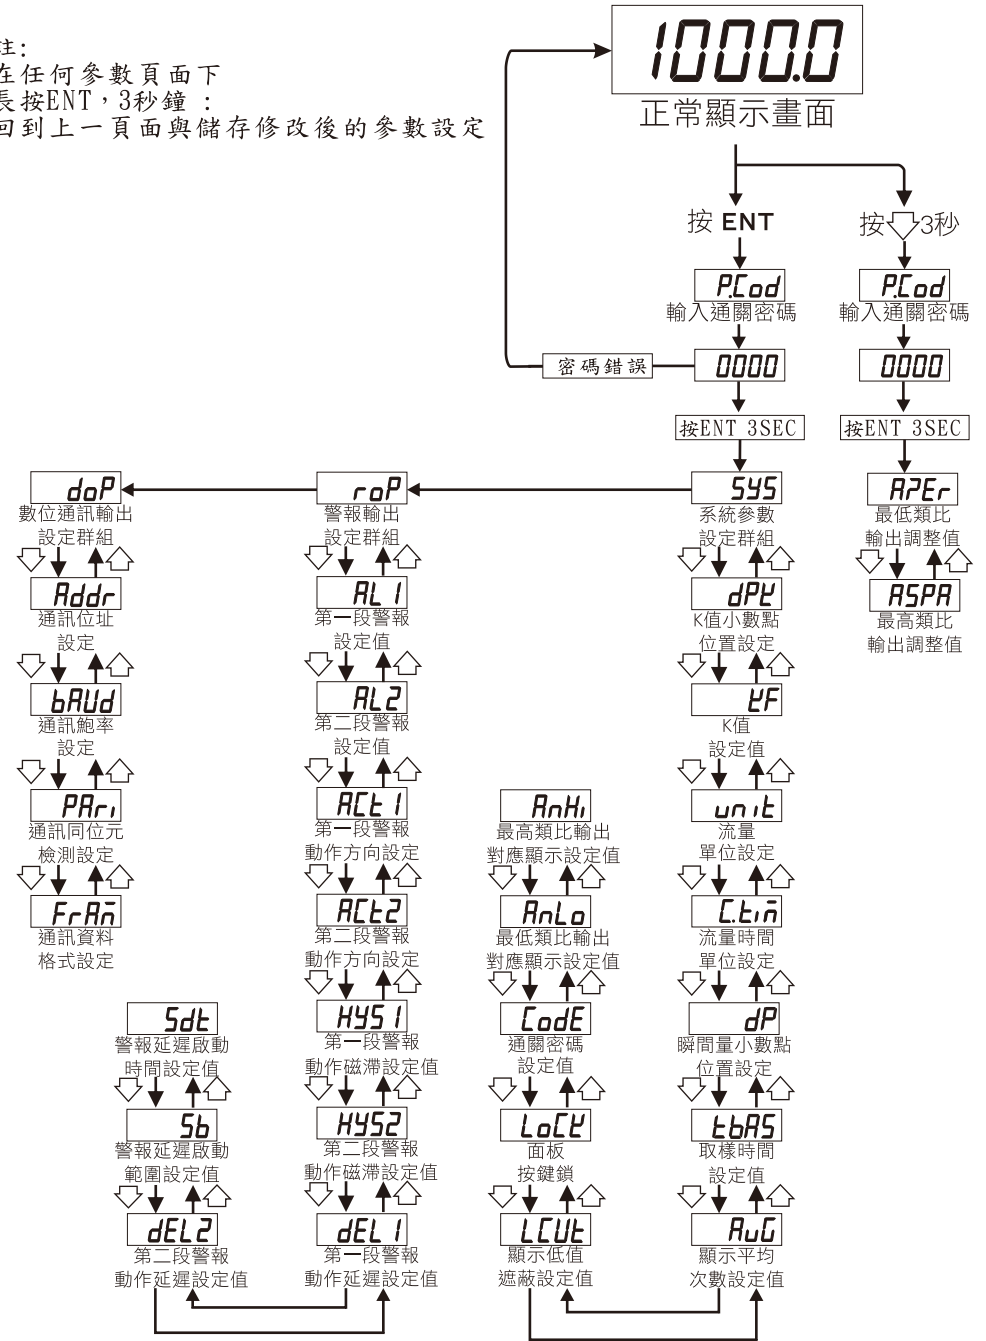 1000.0
正常顯示畫面
註:
在任何參數頁面下
長按ENT，3秒鐘：
回到上一頁面與儲存修改後的參數設定
按 ENT
按 3秒
P.Cod
輸入通關密碼
P.Cod
輸入通關密碼
密碼錯誤
0000
0000
按ENT 3SEC
按ENT 3SEC
doP
數位通訊輸出
設定群組
Addr
通訊位址
設定
bAUd
通訊鮑率
設定
PAri
通訊同位元
檢測設定
FrAm
通訊資料
格式設定
roP
警報輸出
設定群組
AL1
第一段警報
設定值
AL2
第二段警報
設定值
ACt1
第一段警報
動作方向設定
ACt2
第二段警報
動作方向設定
HYS1
第一段警報
動作磁滯設定值
HYS2
第二段警報
動作磁滯設定值
dEL1
第一段警報
動作延遲設定值
Sdt
警報延遲啟動
時間設定值
Sb
警報延遲啟動
範圍設定值
dEL2
第二段警報
動作延遲設定值
SYS
系統參數
設定群組
dPK
K值小數點
位置設定
KF
K值
設定值
unit
流量
單位設定
C.tim
流量時間
單位設定
dP
瞬間量小數點
位置設定
tbAS
取樣時間
設定值
AvG
顯示平均
次數設定值
AnHi
最高類比輸出
對應顯示設定值
AnLo
最低類比輸出
對應顯示設定值
CodE
通關密碼
設定值
LoCK
面板
按鍵鎖
LCUt
顯示低值
遮蔽設定值
AZEr
最低類比
輸出調整值
ASPA
最高類比
輸出調整值